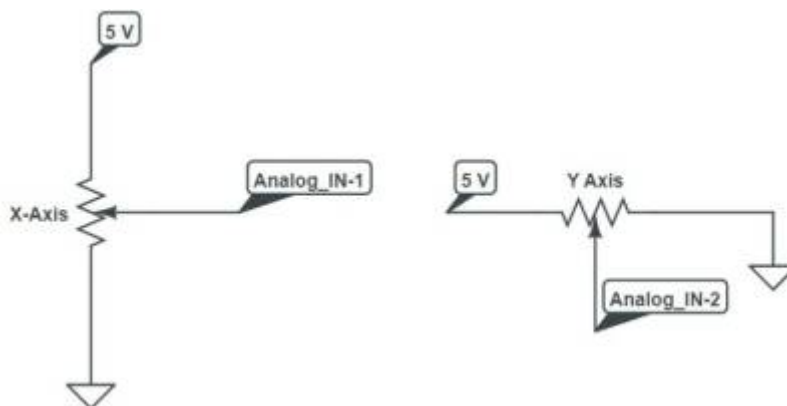 5 V
X-Axis
Analog_IN-1
5 V
Y Axis
Analog_IN-2